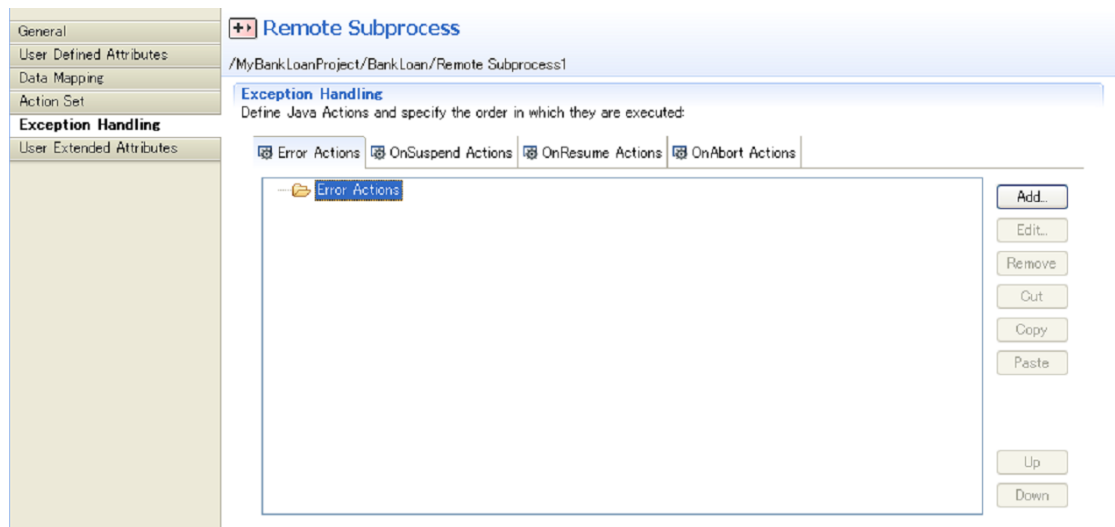 General
User Defined Attributes
Data Mapping
Action Set
Exception Handling
User Extended Attributes
Remote Subprocess
/MyBankLoanProject/BankLoan/Remote Subprocess1
Exception Handling
Define Java Actions and specify the order in which they are executed:
Error Actions OnSuspend Actions OnResume Actions OnAbort Actions
Error Actions
Add...
Edit...
Remove
Cut
Copy
Paste
Up
Down